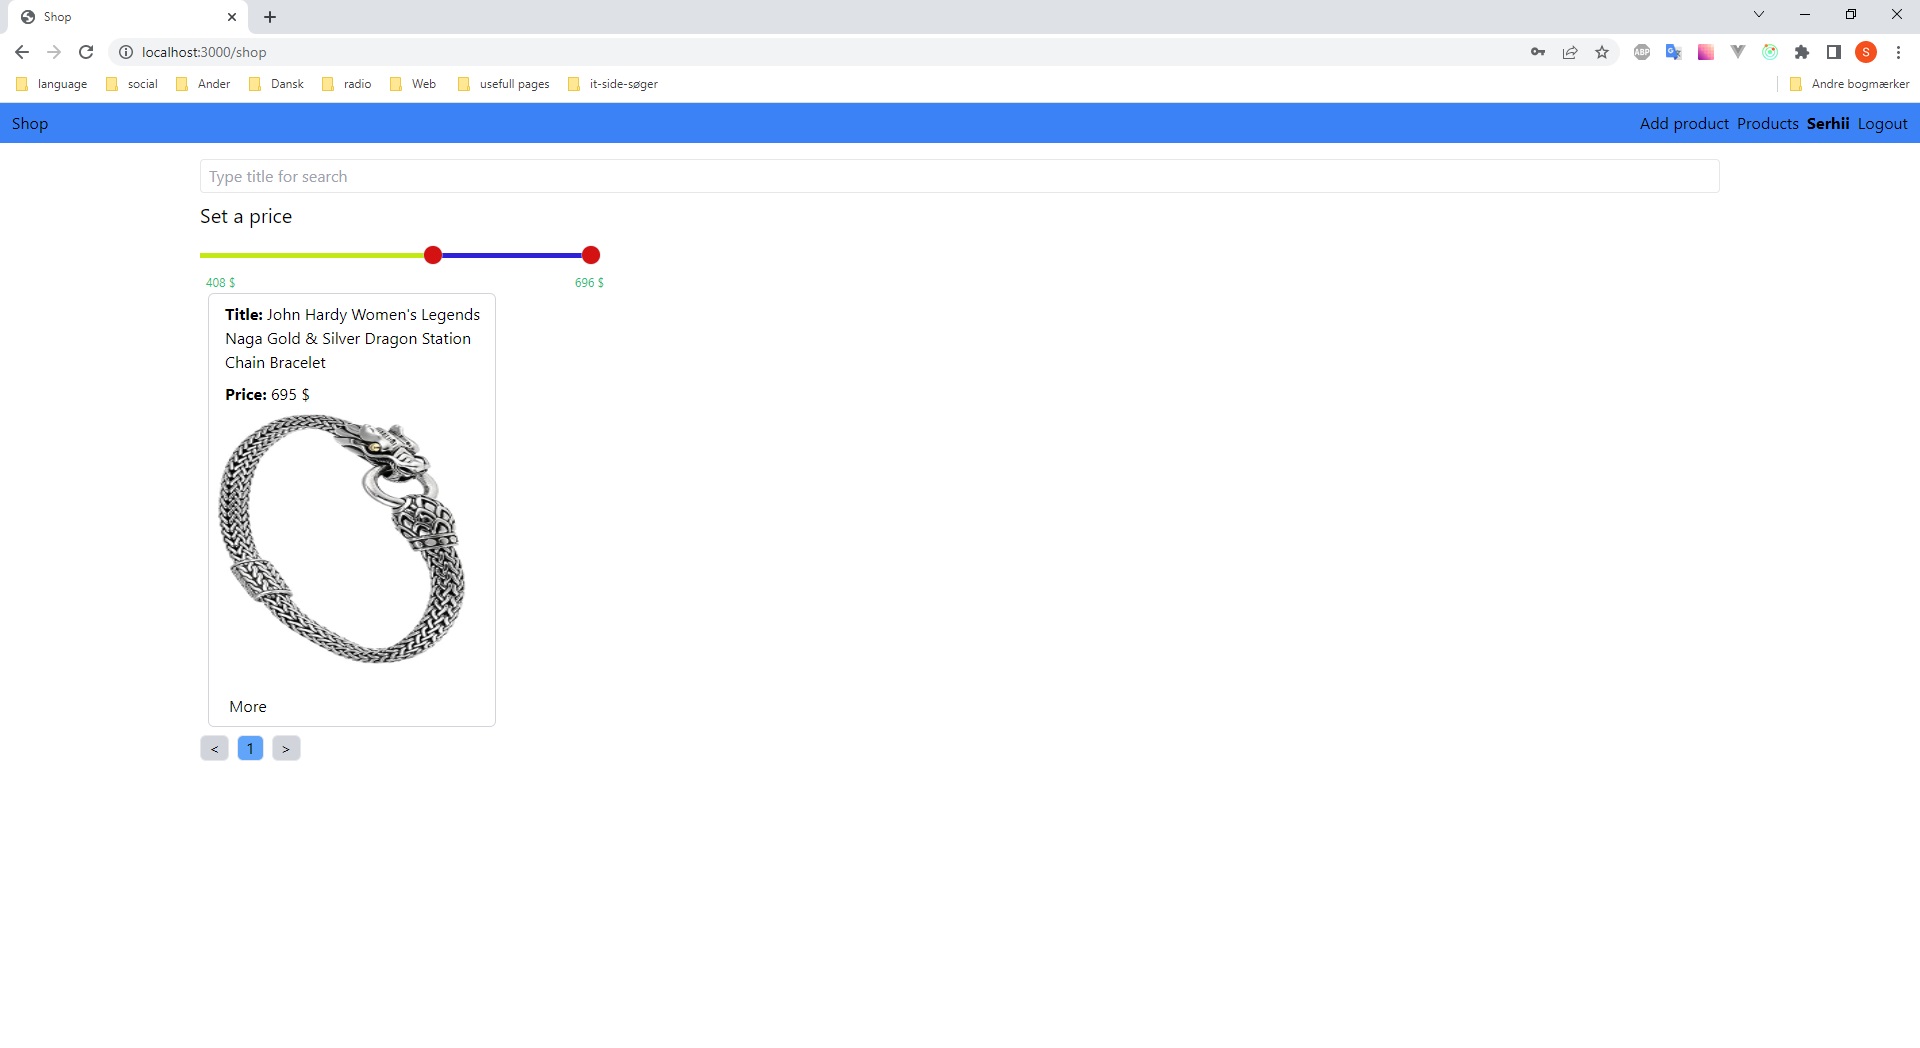 Shop
localhost:3000/shop
ABP
G
S
language social Ander Dansk radio Web usefull pages it-side-søger Andre bogmærker
Shop Add product Products Serhii Logout
Type title for search
Set a price
408 $ 696 $
Title: John Hardy Women's Legends
Naga Gold & Silver Dragon Station
Chain Bracelet
Price: 695 $
More
< 1 >